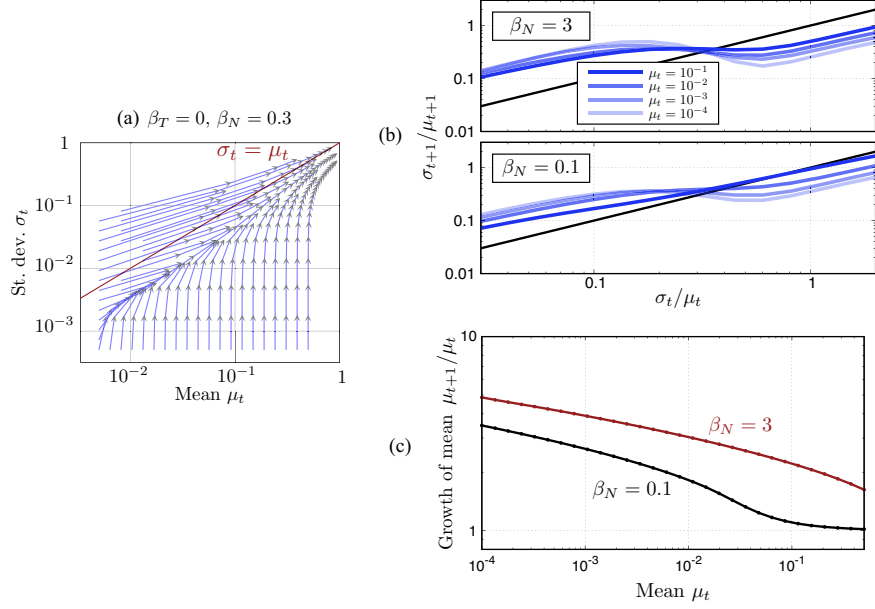 (a) β_T = 0, β_N = 0.3
σ_t = μ_t
1
10^{-1}
10^{-2}
10^{-3}
St. dev. σ_t
10^{-2}
10^{-1}
1
Mean μ_t
(b)
β_N = 3
1
0.1
0.01
μ_t = 10^{-1}
μ_t = 10^{-2}
μ_t = 10^{-3}
μ_t = 10^{-4}
σ_{t+1}/μ_{t+1}
β_N = 0.1
1
0.1
0.01
0.1
1
σ_t/μ_t
(c)
10
1
Growth of mean μ_{t+1}/μ_t
β_N = 3
β_N = 0.1
10^{-4}
10^{-3}
10^{-2}
10^{-1}
Mean μ_t